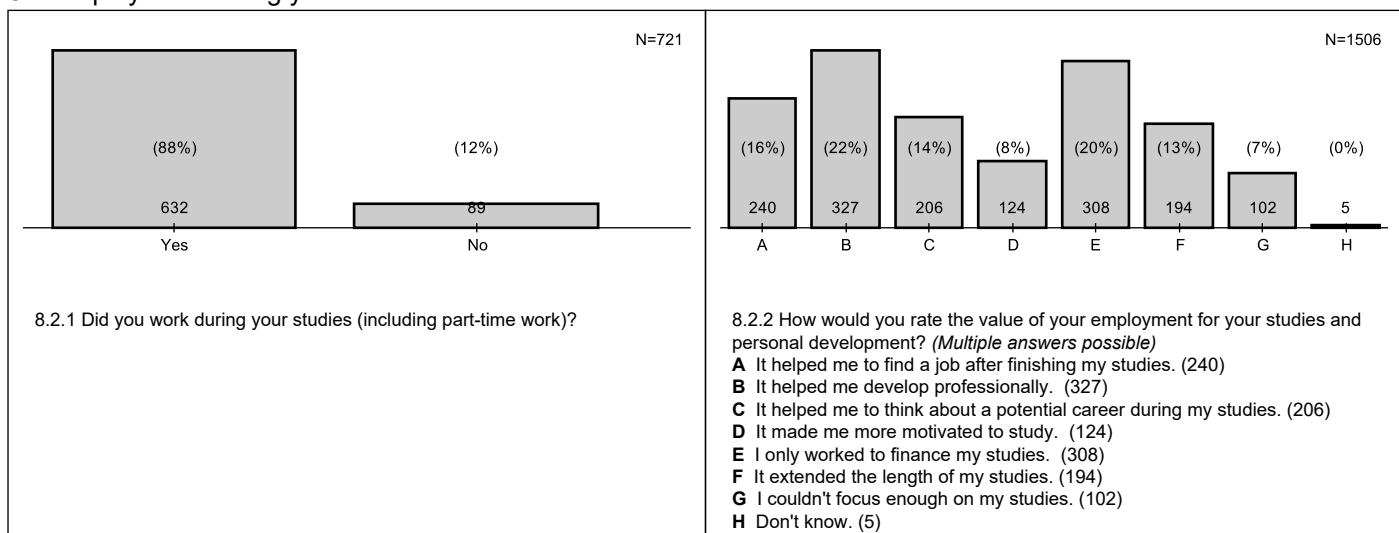 N=721
(88%)
(12%)
632
89
Yes
No
8.2.1 Did you work during your studies (including part-time work)?
N=1506
(16%)
(22%)
(14%)
(8%)
(20%)
(13%)
(7%)
(0%)
240
327
206
124
308
194
102
5
A
B
C
D
E
F
G
H
8.2.2 How would you rate the value of your employment for your studies and
personal development? (Multiple answers possible)
A It helped me to find a job after finishing my studies. (240)
B It helped me develop professionally. (327)
C It helped me to think about a potential career during my studies. (206)
D It made me more motivated to study. (124)
E I only worked to finance my studies. (308)
F It extended the length of my studies. (194)
G I couldn't focus enough on my studies. (102)
H Don't know. (5)